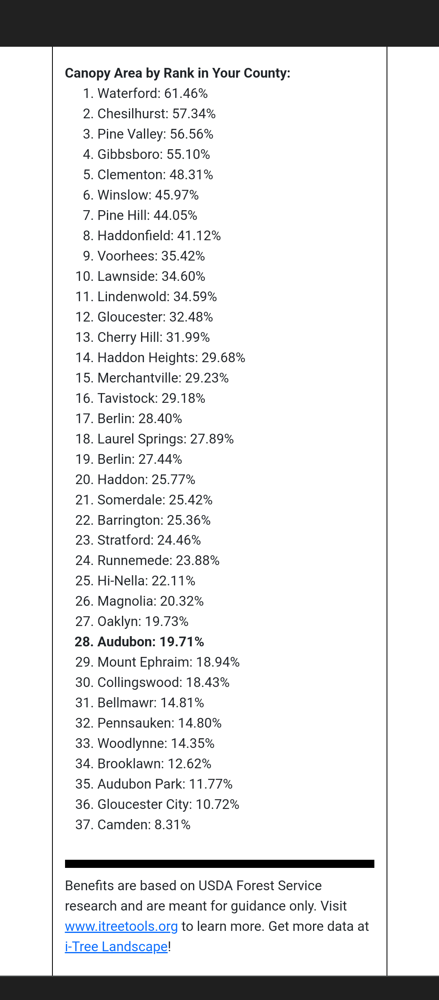 Canopy Area by Rank in Your County:
1. Waterford: 61.46%
2. Chesilhurst: 57.34%
3. Pine Valley: 56.56%
4. Gibbsboro: 55.10%
5. Clementon: 48.31%
6. Winslow: 45.97%
7. Pine Hill: 44.05%
8. Haddonfield: 41.12%
9. Voorhees: 35.42%
10. Lawnside: 34.60%
11. Lindenwold: 34.59%
12. Gloucester: 32.48%
13. Cherry Hill: 31.99%
14. Haddon Heights: 29.68%
15. Merchantville: 29.23%
16. Tavistock: 29.18%
17. Berlin: 28.40%
18. Laurel Springs: 27.89%
19. Berlin: 27.44%
20. Haddon: 25.77%
21. Somerdale: 25.42%
22. Barrington: 25.36%
23. Stratford: 24.46%
24. Runnemede: 23.88%
25. Hi-Nella: 22.11%
26. Magnolia: 20.32%
27. Oaklyn: 19.73%
28. Audubon: 19.71%
29. Mount Ephraim: 18.94%
30. Collingswood: 18.43%
31. Bellmawr: 14.81%
32. Pennsauken: 14.80%
33. Woodlynne: 14.35%
34. Brooklawn: 12.62%
35. Audubon Park: 11.77%
36. Gloucester City: 10.72%
37. Camden: 8.31%
Benefits are based on USDA Forest Service
research and are meant for guidance only. Visit
www.itreetools.org to learn more. Get more data at
i-Tree Landscape!